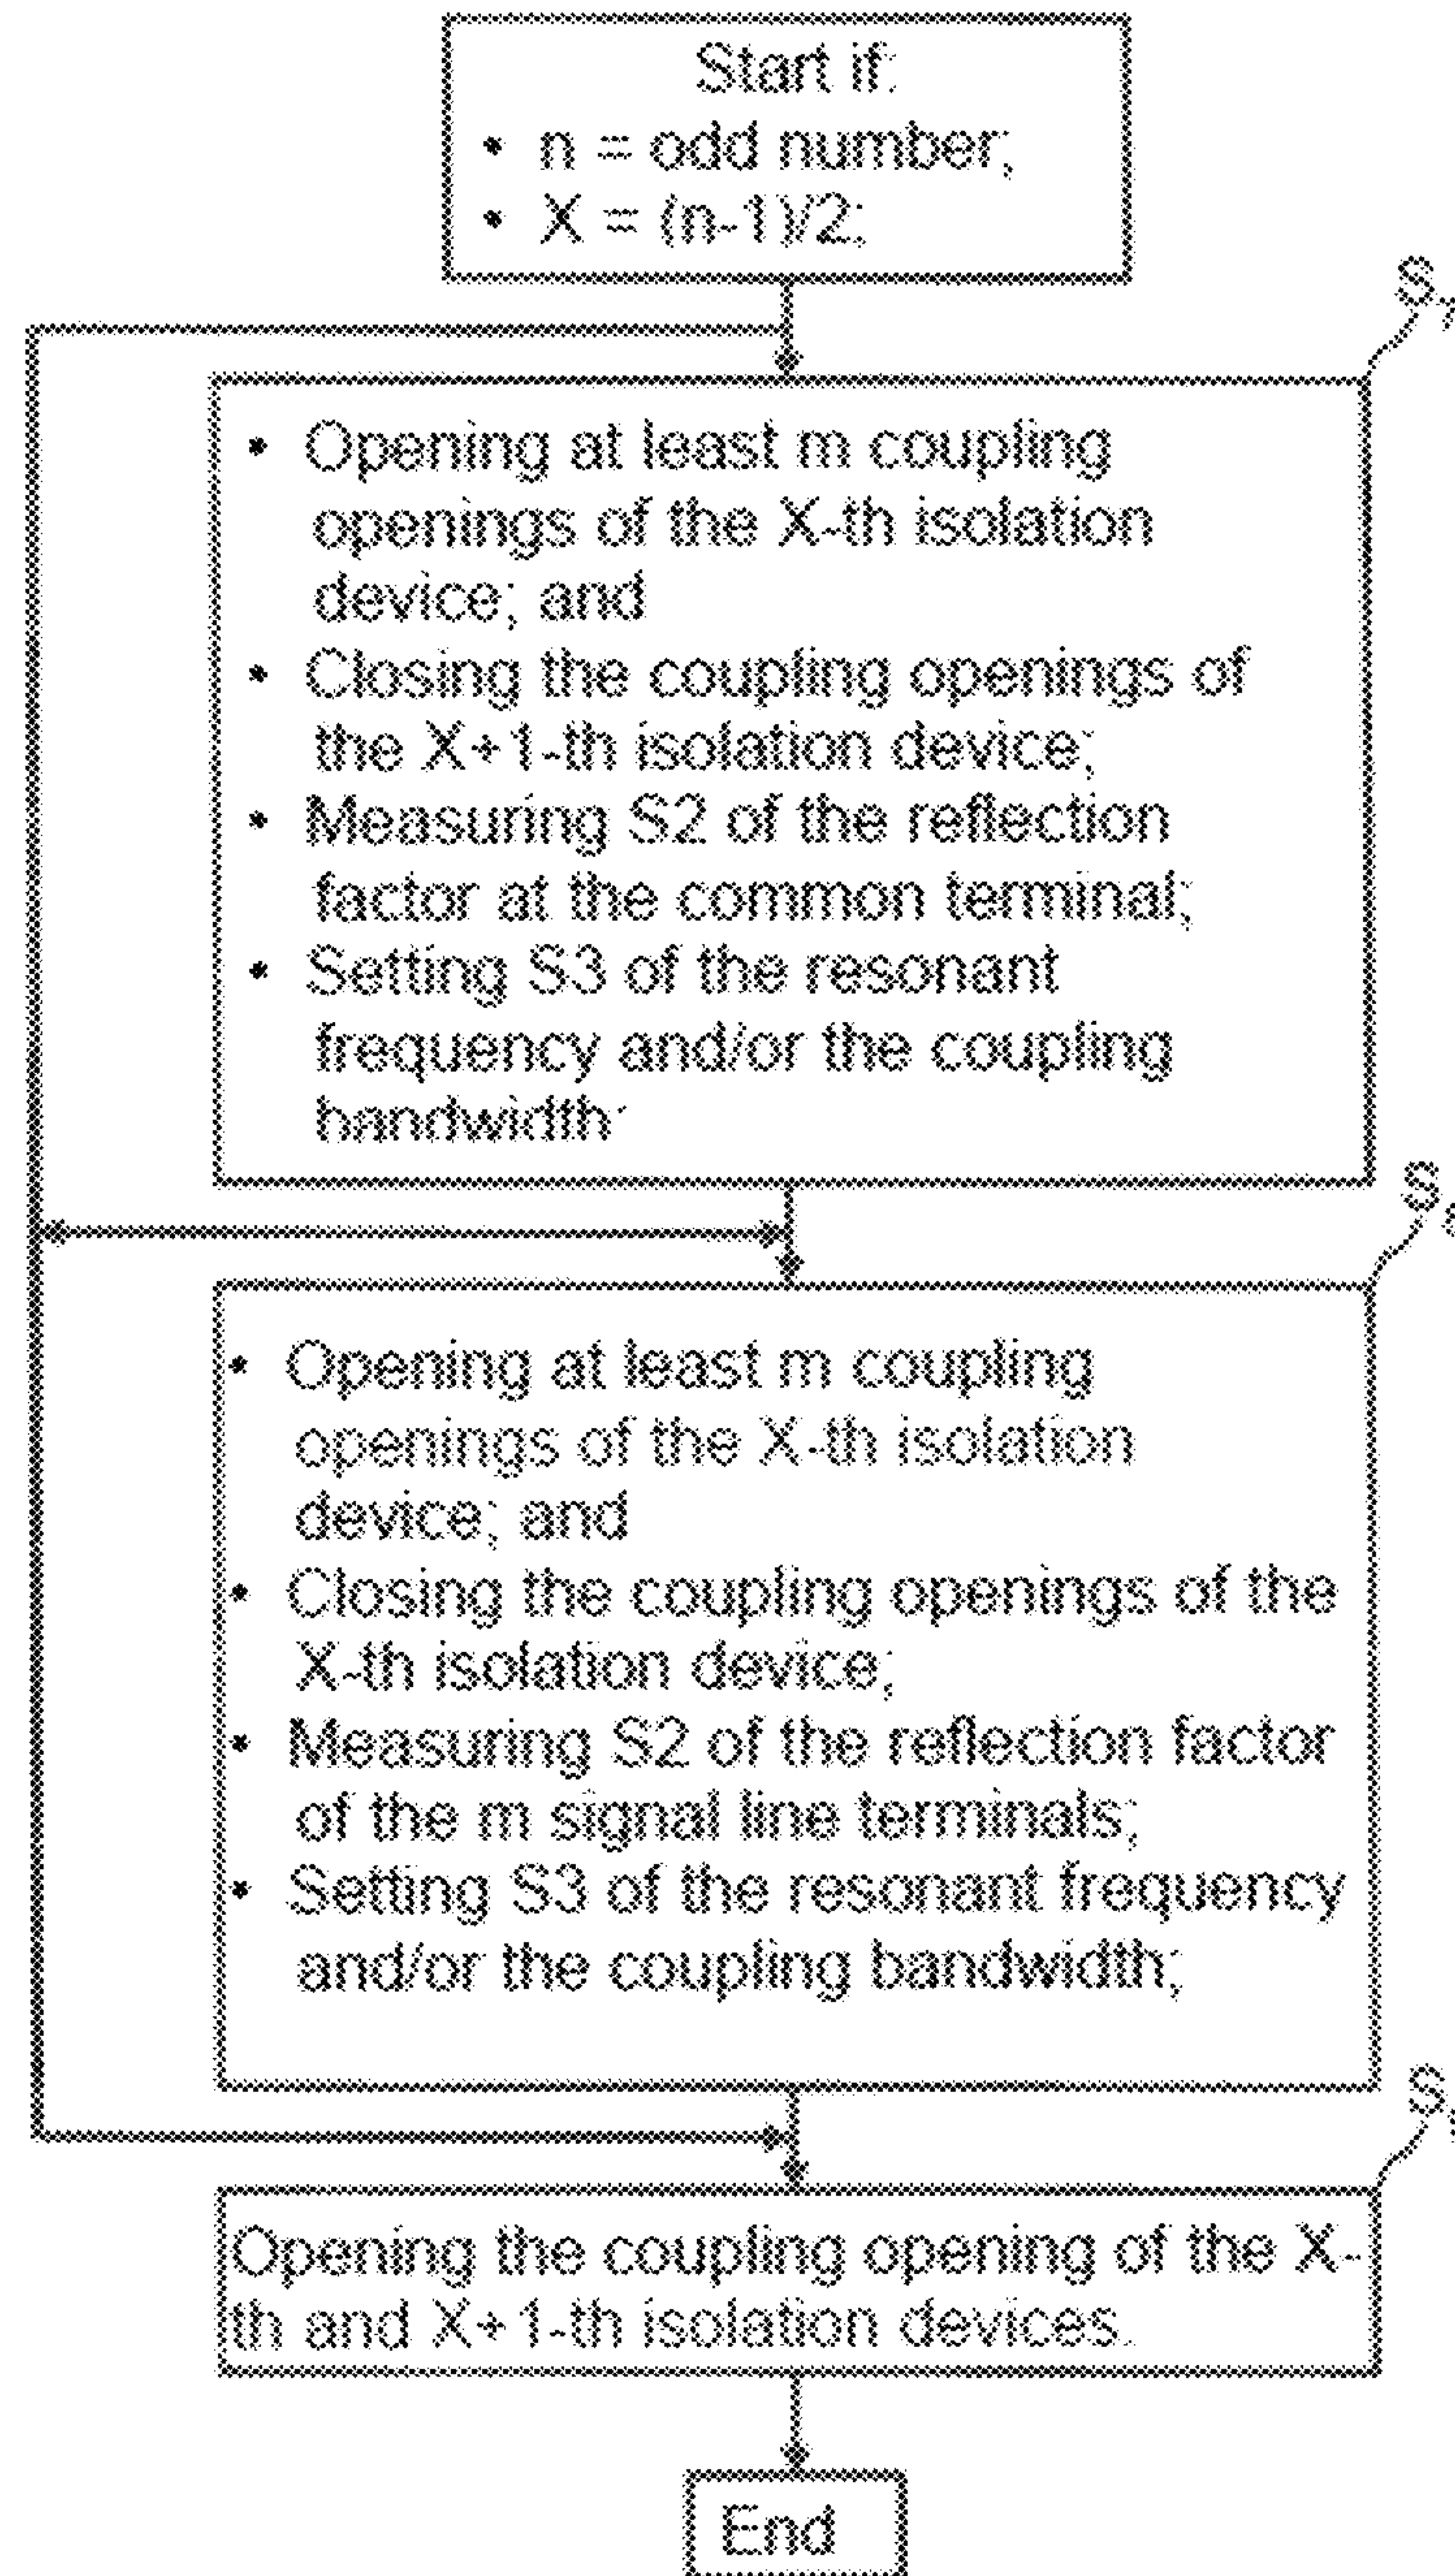 Start if:
• n = odd number;
• X = (n-1)/2;
S
• Opening at least m coupling
openings of the X-th isolation
device; and
• Closing the coupling openings of
the X+1-th isolation device;
• Measuring S2 of the reflection
factor at the common terminal;
• Setting S3 of the resonant
frequency and/or the coupling
bandwidth;
S
• Opening at least m coupling
openings of the X-th isolation
device; and
• Closing the coupling openings of the
X-th isolation device;
• Measuring S2 of the reflection factor
of the m signal line terminals;
• Setting S3 of the resonant frequency
and/or the coupling bandwidth;
S
Opening the coupling opening of the X-
th and X+1-th isolation devices.
End